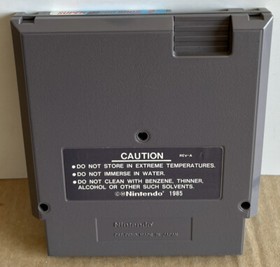 CAUTION REV-A
•DO NOT STORE IN EXTREME TEMPERATURES.
•DO NOT IMMERSE IN WATER.
•DO NOT CLEAN WITH BENZENE, THINNER,
ALCOHOL OR OTHER SUCH SOLVENTS.
©®Nintendo 1985
Nintendo